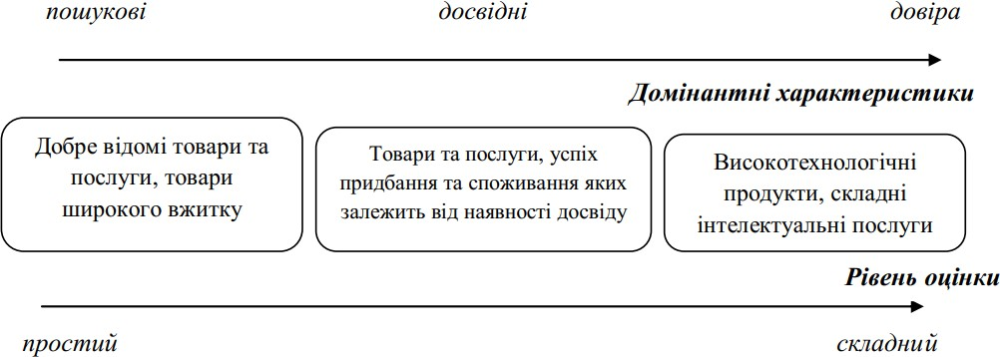 пошукові досвідні довіра
Домінантні характеристики
Добре відомі товари та
послуги, товари
широкого вжитку
Товари та послуги, успіх
придбання та споживання яких
залежить від наявності досвіду
Високотехнологічні
продукти, складні
інтелектуальні послуги
Рівень оцінки
простий складний